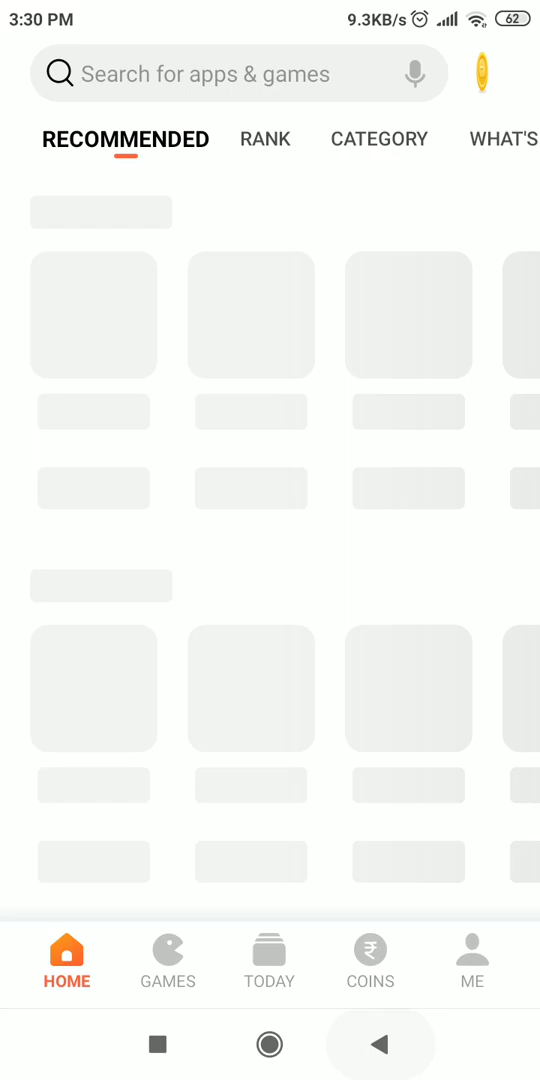 3:30 PM 9.3KB/s 62
Search for apps & games
RECOMMENDED RANK CATEGORY WHAT'S
HOME GAMES TODAY COINS ME